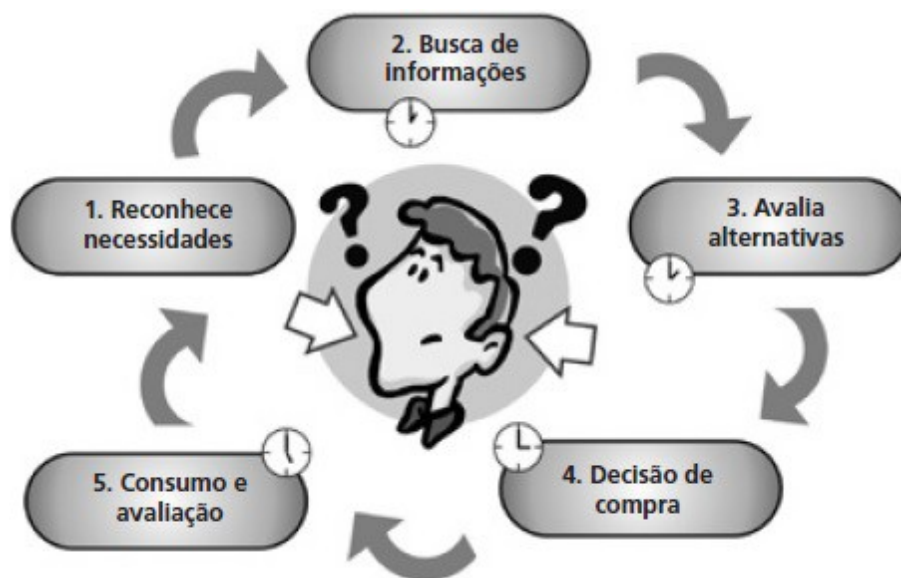 1. Reconhece
necessidades
2. Busca de
informações
3. Avalia
alternativas
4. Decisão de
compra
5. Consumo e
avaliação